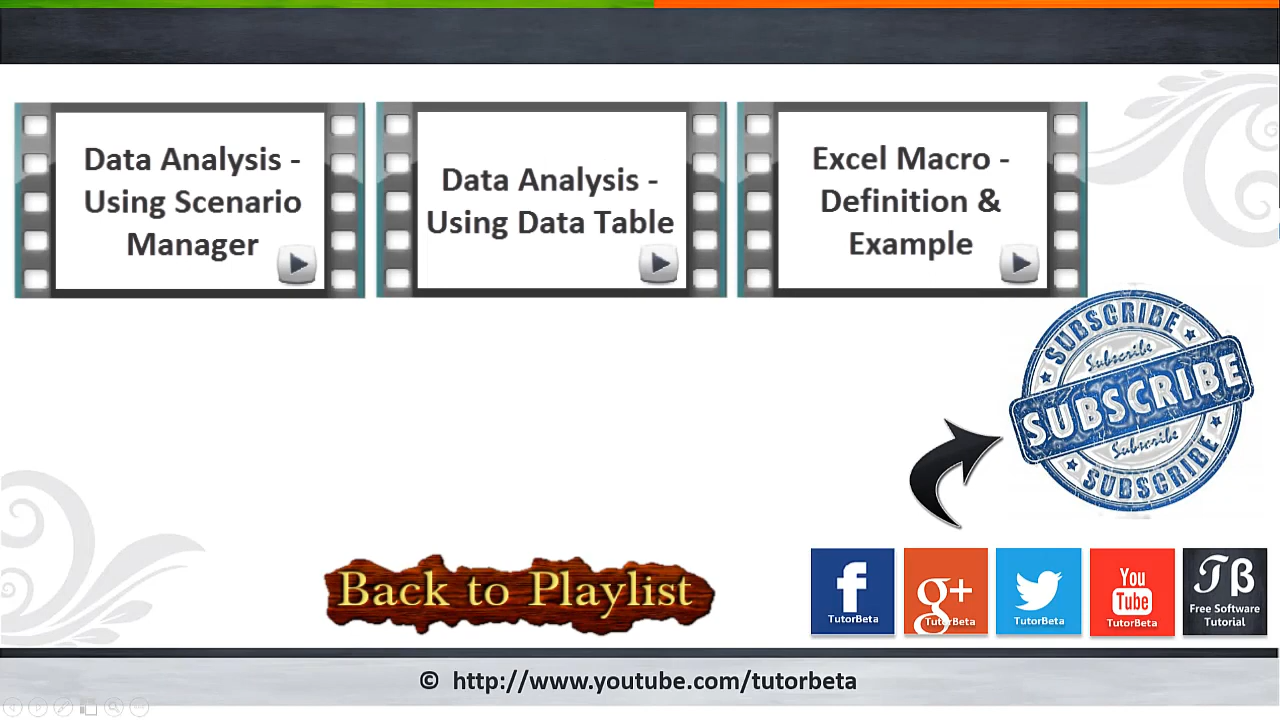 Data Analysis -
Using Scenario
Manager
Data Analysis -
Using Data Table
Excel Macro -
Definition &
Example
SUBSCRIBE
Subscribe
SUBSCRIBE
Subscribe
SUBSCRIBE
Back to Playlist
f
TutorBeta
g+
TutorBeta
TutorBeta
You
Tube
TutorBeta
Tβ
Free Software
Tutorial
© http://www.youtube.com/tutorbeta